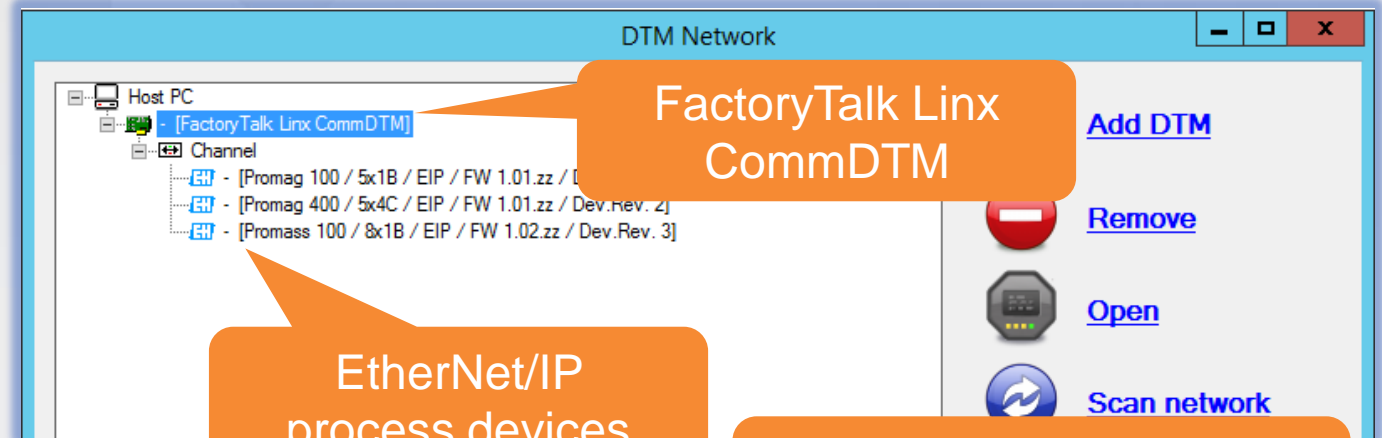 DTM Network
Host PC
- [FactoryTalk Linx CommDTM]
Channel
- [Promag 100 / 5x1B / EIP / FW 1.01.zz /
- [Promag 400 / 5x4C / EIP / FW 1.01.zz / Dev.Rev. 2]
- [Promass 100 / 8x1B / EIP / FW 1.02.zz / Dev.Rev. 3]
FactoryTalk Linx
CommDTM
EtherNet/IP
process devices
Add DTM
Remove
Open
Scan network